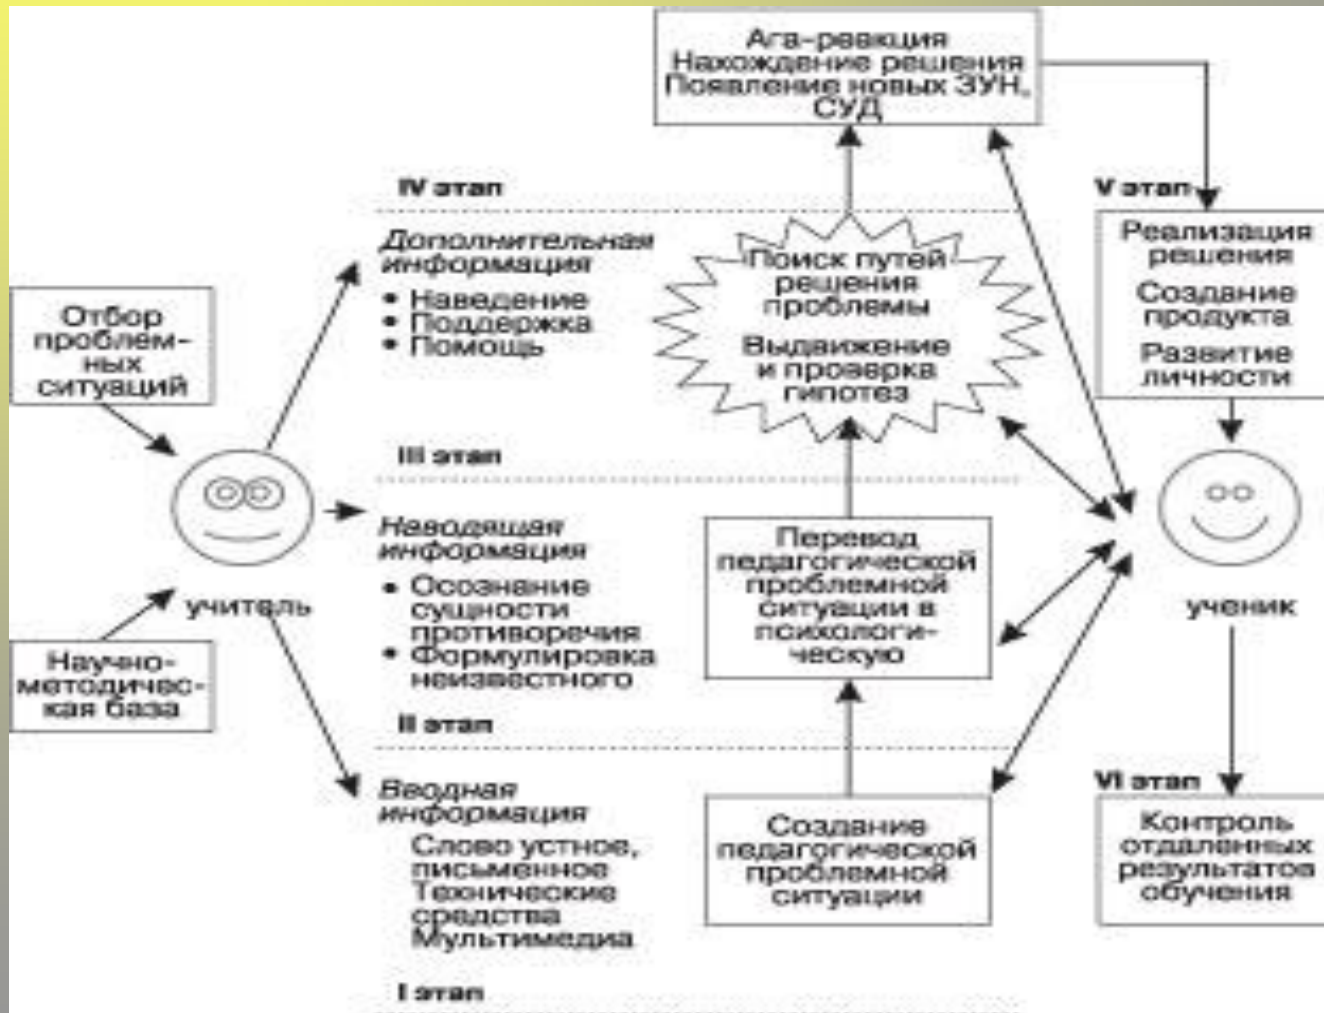 Ага-реакция
Нахождение решения
Появление новых ЗУН,
СУД
IV этап
V этап
Дополнительная
информация
• Наведение
• Поддержка
• Помощь
Поиск путей
решения
проблемы
Выдвижение
и проверка
гипотез
Реализация
решения
Создание
продукта
Развитие
личности
Отбор
проблем-
ных
ситуаций
III этап
Наводящая
информация
• Осознание
сущности
противоречия
• Формулировка
неизвестного
Перевод
педагогической
проблемной
ситуации в
психологи-
ческую
учитель
ученик
Научно-
методичес-
кая база
II этап
Вводная
информация
Слово устное,
письменное
Технические
средства
Мультимедиа
Создание
педагогической
проблемной
ситуации
VI этап
Контроль
отдаленных
результатов
обучения
I этап